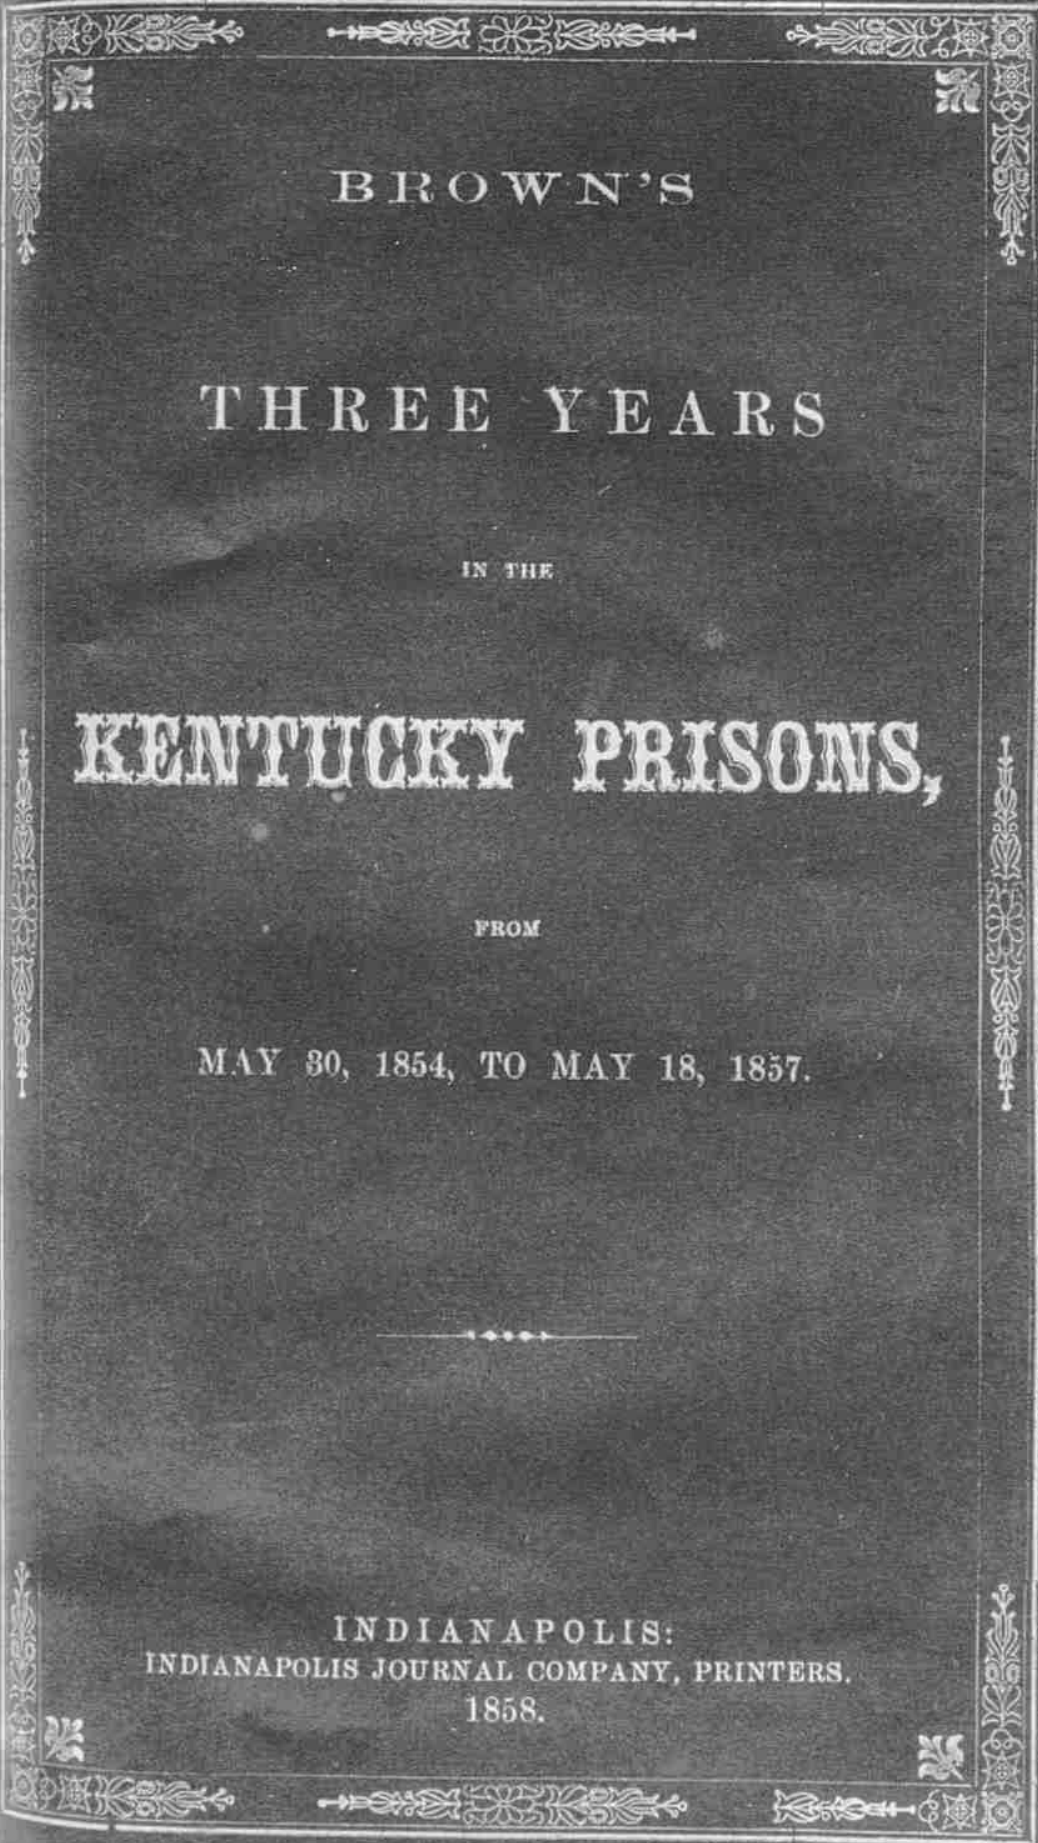 BROWN'S
THREE YEARS
IN THE
KENTUCKY PRISONS,
FROM
MAY 30, 1854, TO MAY 18, 1857.
INDIANAPOLIS:
INDIANAPOLIS JOURNAL COMPANY, PRINTERS.
1858.